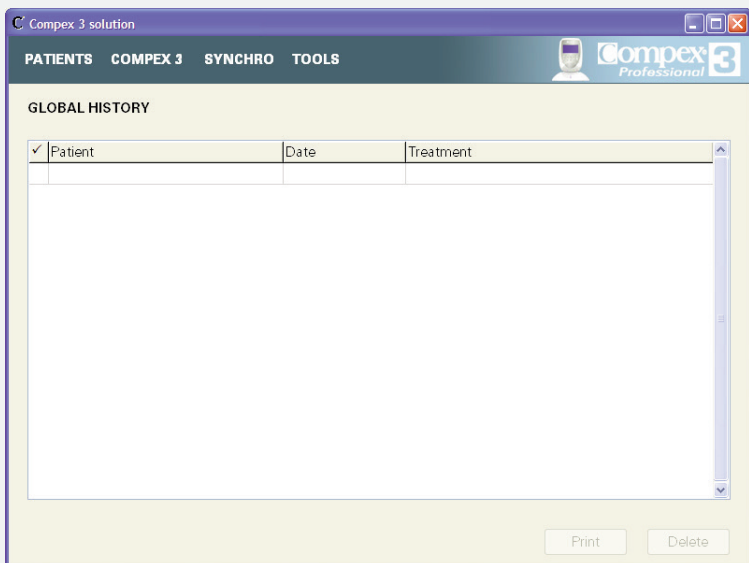 Compex 3 solution
PATIENTS COMPEX 3 SYNCHRO TOOLS
Compex 3
Professional
GLOBAL HISTORY
✓ Patient Date Treatment
Print Delete